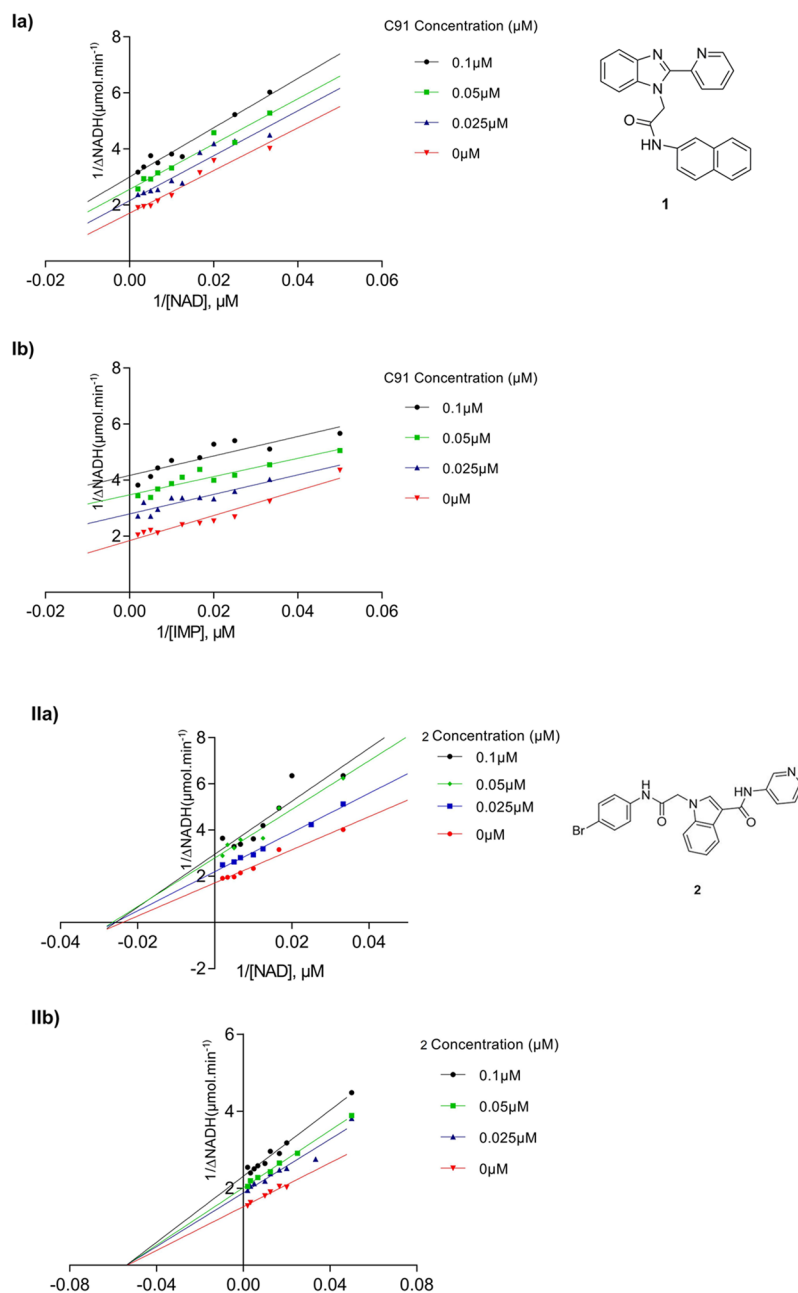 Ia)
C91 Concentration (µM)
0.1µM
0.05µM
0.025µM
0µM
1/ΔNADH(µmol.min⁻¹)
8
6
4
2
-0.02
0.00
0.02
0.04
0.06
1/[NAD], µM
N
N
N
O
NH
1
Ib)
C91 Concentration (µM)
0.1µM
0.05µM
0.025µM
0µM
1/ΔNADH(µmol.min⁻¹)
8
6
4
2
-0.02
0.00
0.02
0.04
0.06
1/[IMP], µM
IIa)
2 Concentration (µM)
0.1µM
0.05µM
0.025µM
0µM
1/ΔNADH(µmol.min⁻¹)
8
6
4
2
-2
-0.04
-0.02
0.02
0.04
1/[NAD], µM
H
N
O
N
HN
O
N
Br
2
IIb)
2 Concentration (µM)
0.1µM
0.05µM
0.025µM
0µM
1/ΔNADH(µmol.min⁻¹)
6
4
2
-0.08
-0.04
0.00
0.04
0.08